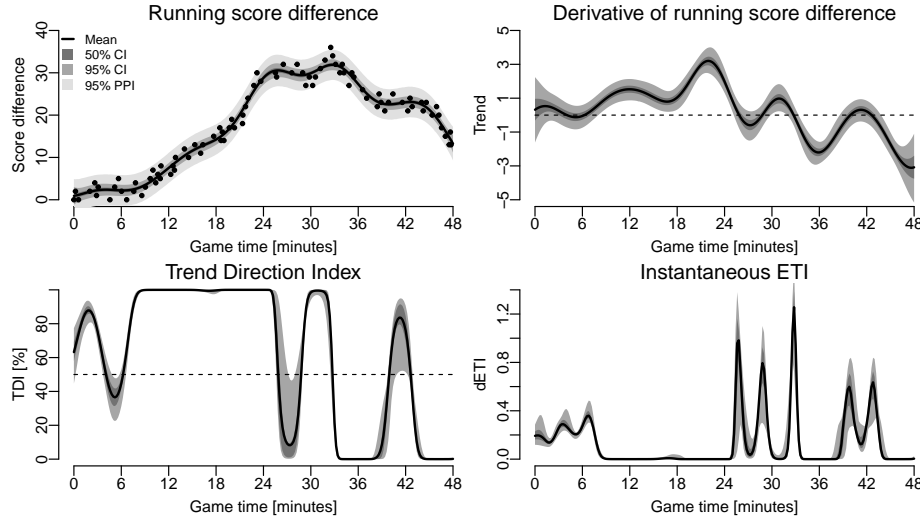 Running score difference
Score difference
0 10 20 30 40
Mean
50% CI
95% CI
95% PPI
0 6 12 18 24 30 36 42 48
Game time [minutes]
Derivative of running score difference
Trend
−5 −3 −1 1 3 5
0 6 12 18 24 30 36 42 48
Game time [minutes]
Trend Direction Index
TDI [%]
0 20 40 60 80
0 6 12 18 24 30 36 42 48
Game time [minutes]
Instantaneous ETI
dETI
0.0 0.4 0.8 1.2
0 6 12 18 24 30 36 42 48
Game time [minutes]